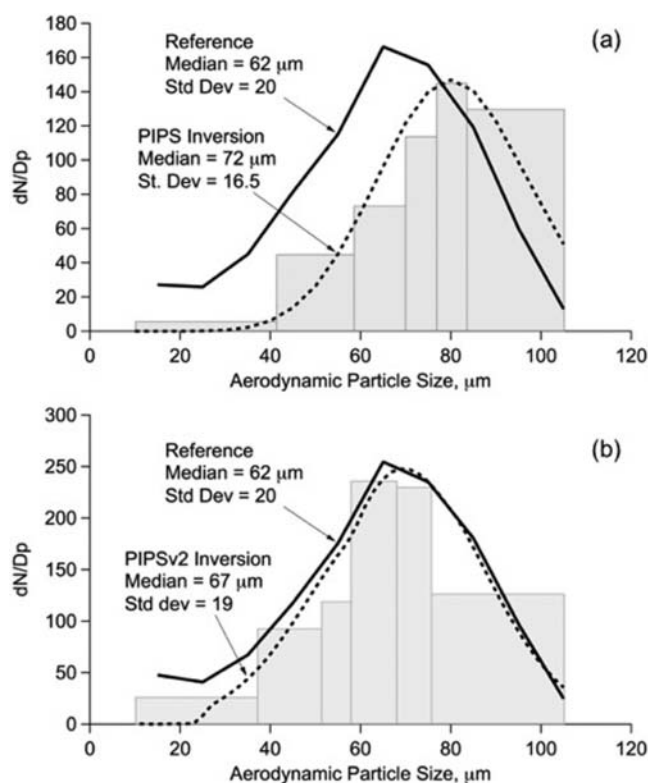 (a)
Reference
Median = 62 μm
Std Dev = 20
PIPS Inversion
Median = 72 μm
St. Dev = 16.5
dN/Dp
180
160
140
120
100
80
60
40
20
0
0 20 40 60 80 100 120
Aerodynamic Particle Size, μm
(b)
Reference
Median = 62 μm
Std Dev = 20
PIPSv2 Inversion
Median = 67 μm
Std dev = 19
dN/Dp
300
250
200
150
100
50
0
0 20 40 60 80 100 120
Aerodynamic Particle Size, μm